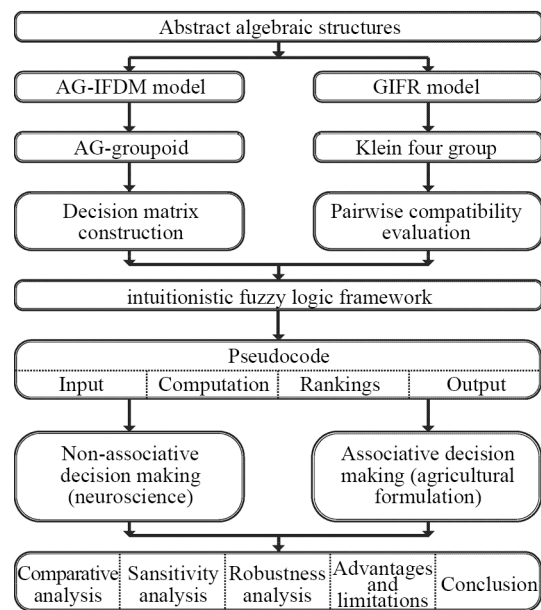 Abstract algebraic structures
AG-IFDM model
GIFR model
AG-groupoid
Klein four group
Decision matrix
construction
Pairwise compatibility
evaluation
intuitionistic fuzzy logic framework
Pseudocode
Input
Computation
Rankings
Output
Non-associative
decision making
(neuroscience)
Associative decision
making (agricultural
formulation)
Comparative
analysis
Sansitivity
analysis
Robustness
analysis
Advantages
and
limitations
Conclusion